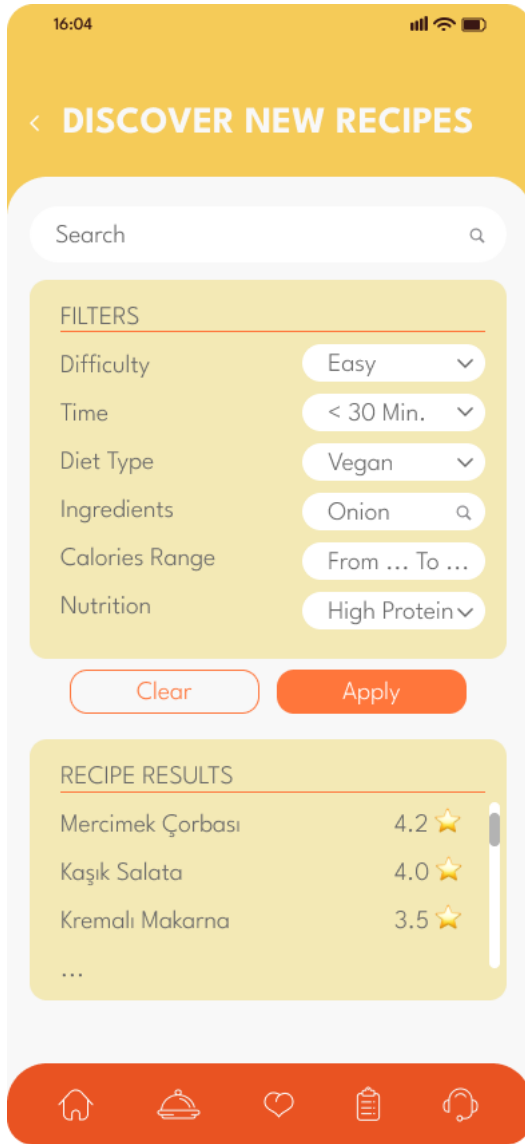 16:04
< DISCOVER NEW RECIPES
Search
FILTERS
Difficulty Easy
Time < 30 Min.
Diet Type Vegan
Ingredients Onion
Calories Range From ... To ...
Nutrition High Protein
Clear Apply
RECIPE RESULTS
Mercimek Çorbası 4.2
Kaşık Salata 4.0
Kremalı Makarna 3.5
...